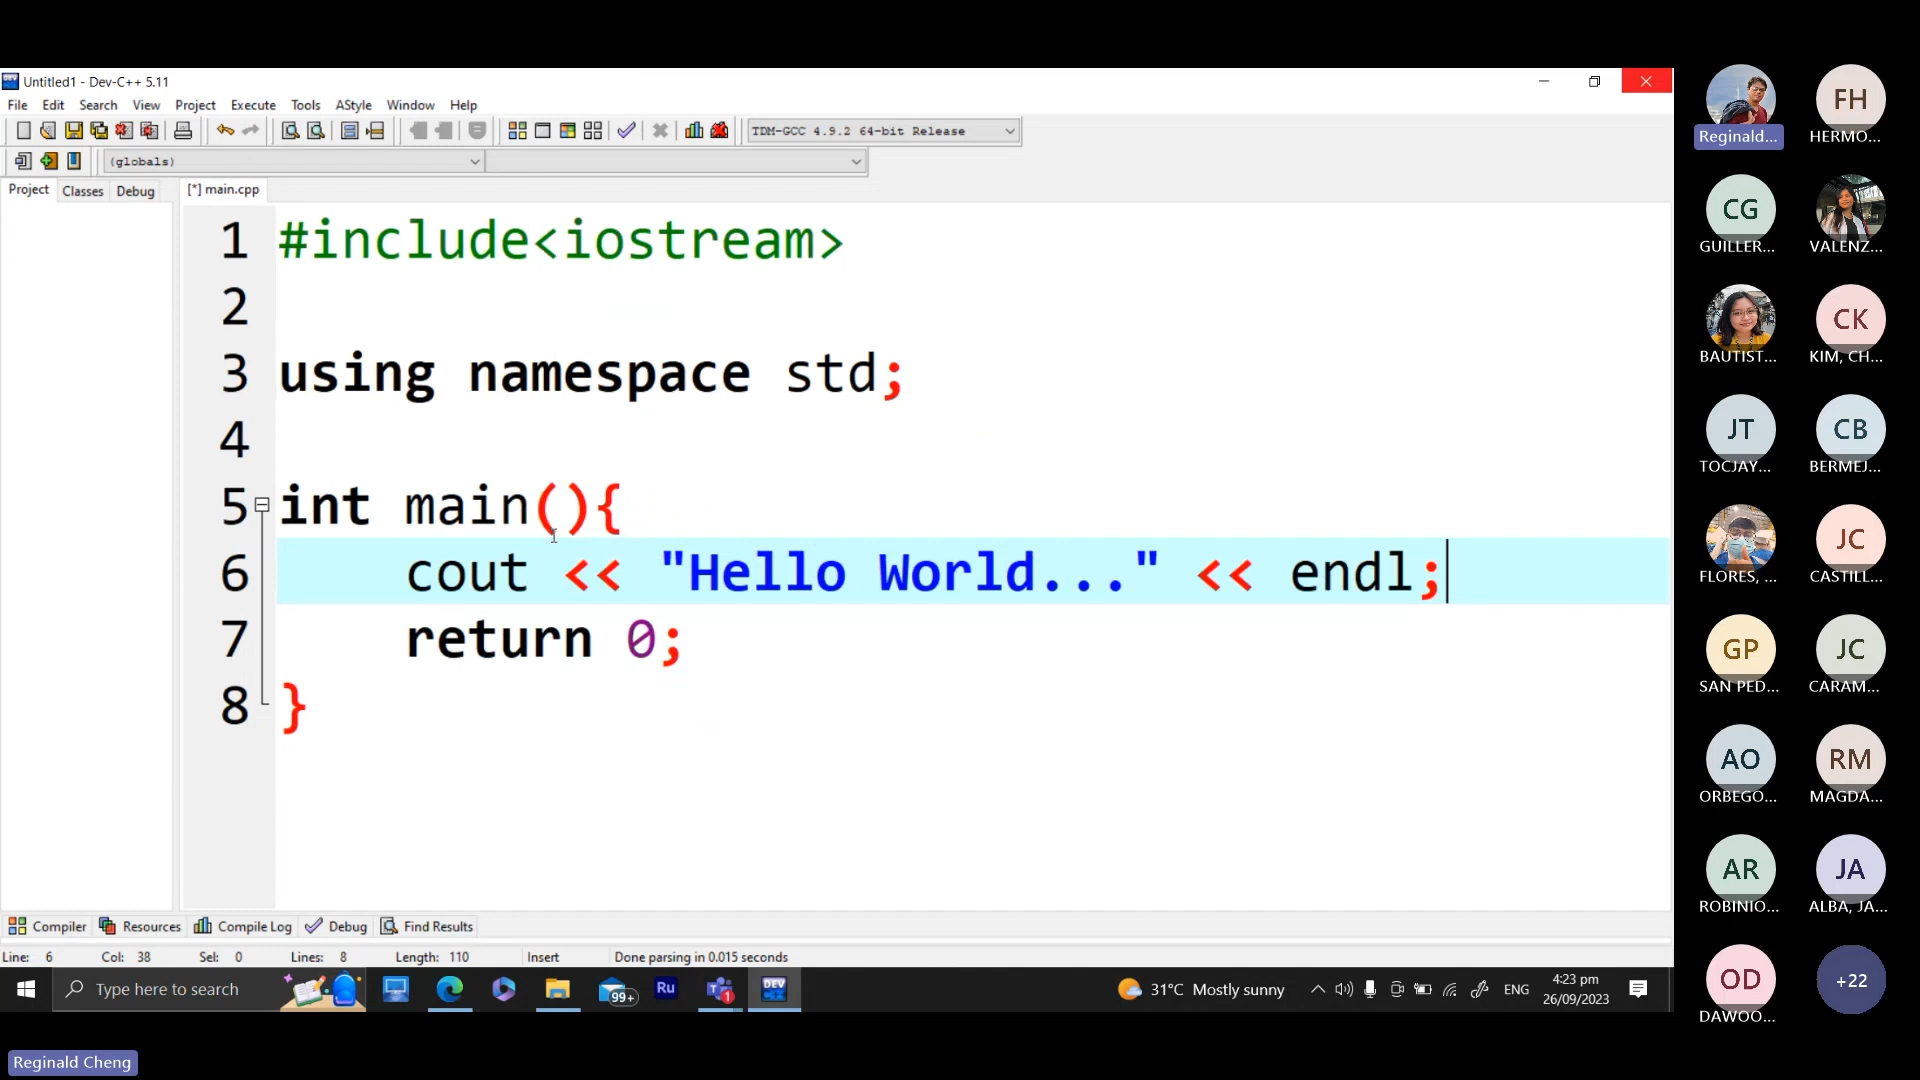 Untitled1 - Dev-C++ 5.11
File Edit Search View Project Execute Tools AStyle Window Help
TDM-GCC 4.9.2 64-bit Release
(globals)
Project Classes Debug [*] main.cpp
1 #include<iostream>
2
3 using namespace std;
4
5 int main(){
6 cout << "Hello World..." << endl;
7 return 0;
8 }
Compiler Resources Compile Log Debug Find Results
Line: 6 Col: 38 Sel: 0 Lines: 8 Length: 110 Insert Done parsing in 0.015 seconds
Type here to search
99+
Ru
1
DEV
31°C Mostly sunny
ENG
4:23 pm
26/09/2023
Reginald Cheng
Reginald...
FH
HERMO...
CG
GUILLER...
VALENZ...
BAUTIST...
CK
KIM, CH...
JT
TOCJAY...
CB
BERMEJ...
FLORES, ...
JC
CASTILL...
GP
SAN PED...
JC
CARAM...
AO
ORBEGO...
RM
MAGDA...
AR
ROBINIO...
JA
ALBA, JA...
OD
DAWOO...
+22